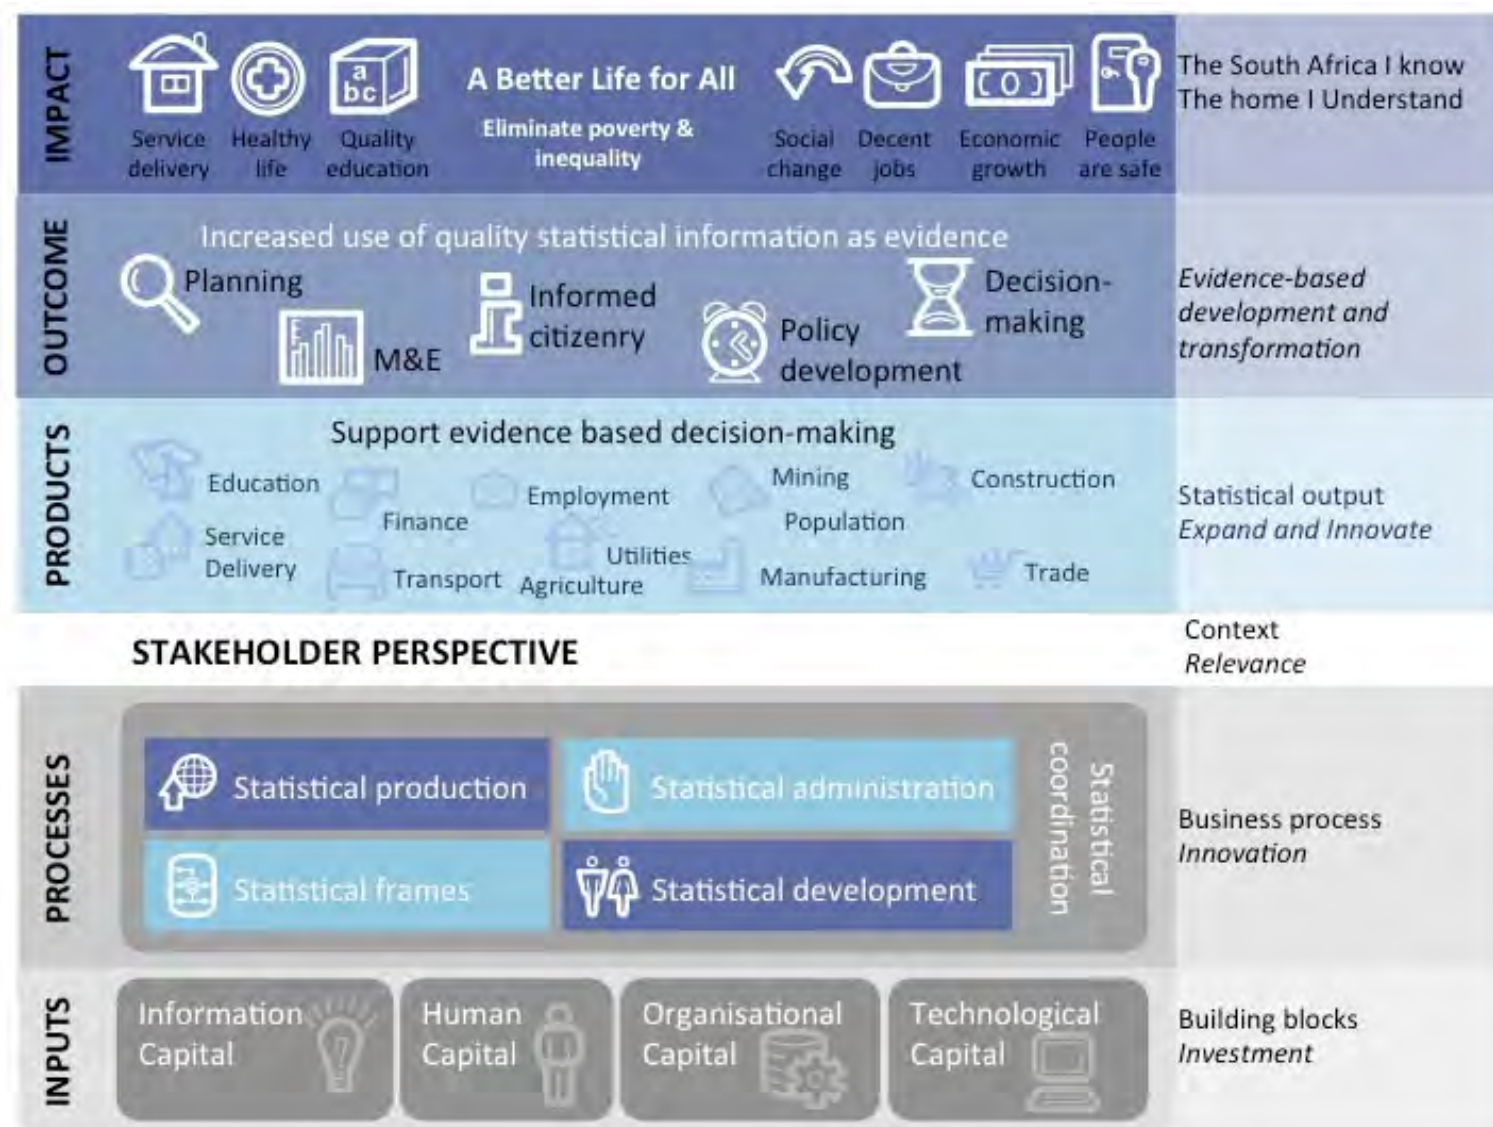 IMPACT
Service delivery
Healthy life
Quality education
a
bc
A Better Life for All
Eliminate poverty &
inequality
Social change
Decent jobs
Economic growth
People are safe
The South Africa I know
The home I Understand
OUTCOME
Increased use of quality statistical information as evidence
Planning
M&E
Informed
citizenry
Policy
development
Decision-
making
Evidence-based
development and
transformation
PRODUCTS
Support evidence based decision-making
Education
Finance
Employment
Mining
Population
Construction
Service
Delivery
Transport
Utilities
Agriculture
Manufacturing
Trade
Statistical output
Expand and Innovate
STAKEHOLDER PERSPECTIVE
Context
Relevance
PROCESSES
Statistical production
Statistical administration
Statistical frames
Statistical development
Statistical
coordination
Business process
Innovation
INPUTS
Information
Capital
Human
Capital
Organisational
Capital
Technological
Capital
Building blocks
Investment